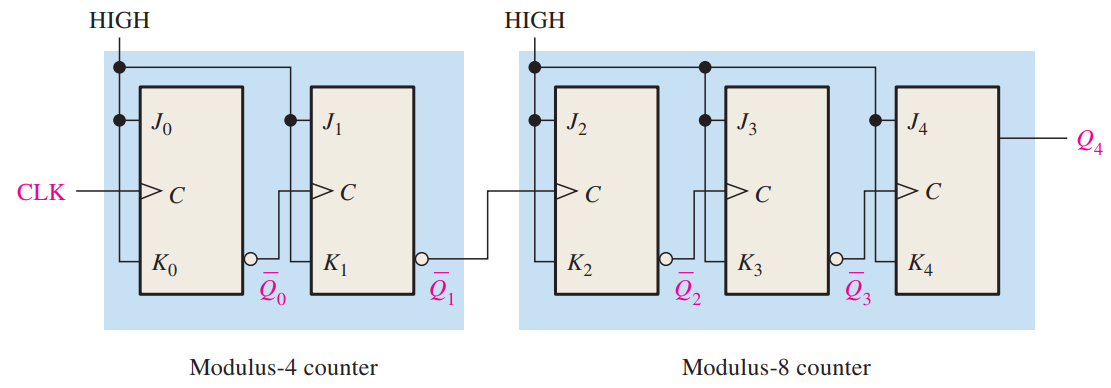 HIGH HIGH
J₀ J₁ J₂ J₃ J₄
Q₄
CLK C C C C C
K₀ K₁ K₂ K₃ K₄
Q̅₀ Q̅₁ Q̅₂ Q̅₃
Modulus-4 counter Modulus-8 counter